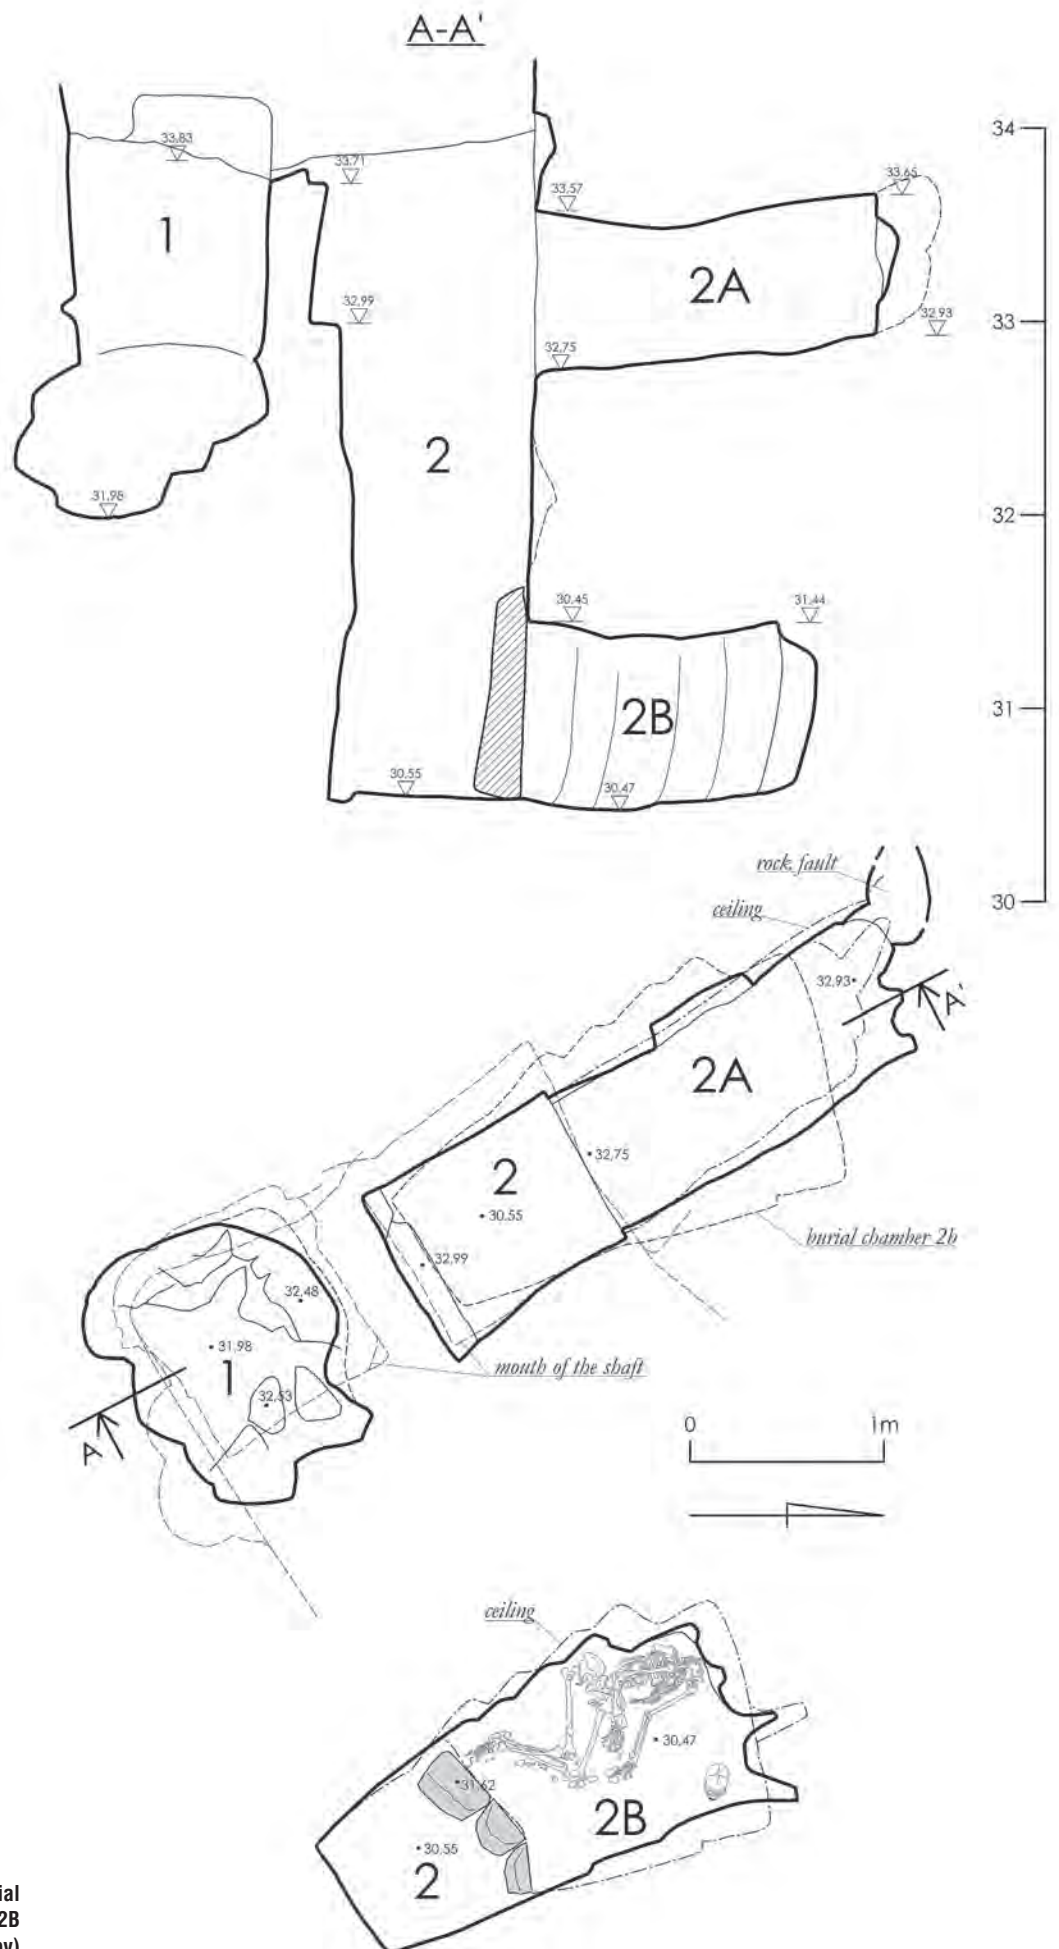 A-A'
34
33,83
33,71
33,57
33,65
1
2A
32,99
32,93
33
32,75
2
31,98
32
30,45
31,44
2B
31
30,55
30,47
30
rock fault
ceiling
32,93
A'
2A
32,75
2
30,55
32,99
burial chamber 2b
32,48
31,98
mouth of the shaft
1
32,53
A
0 1m
ceiling
30,47
31,62
2B
30,55
2
ial
2B